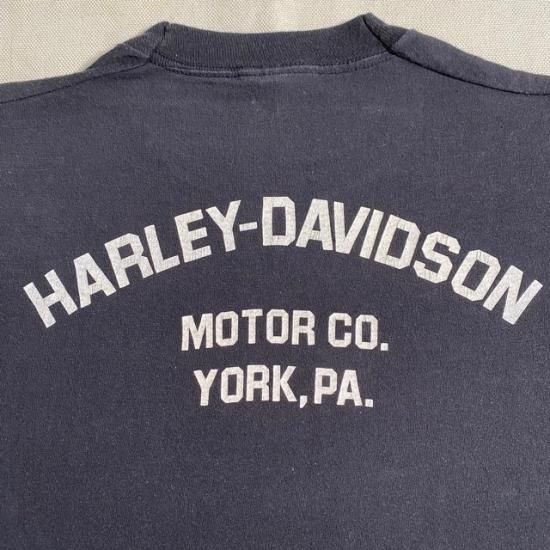 HARLEY-DAVIDSON
MOTOR CO.
YORK, PA.